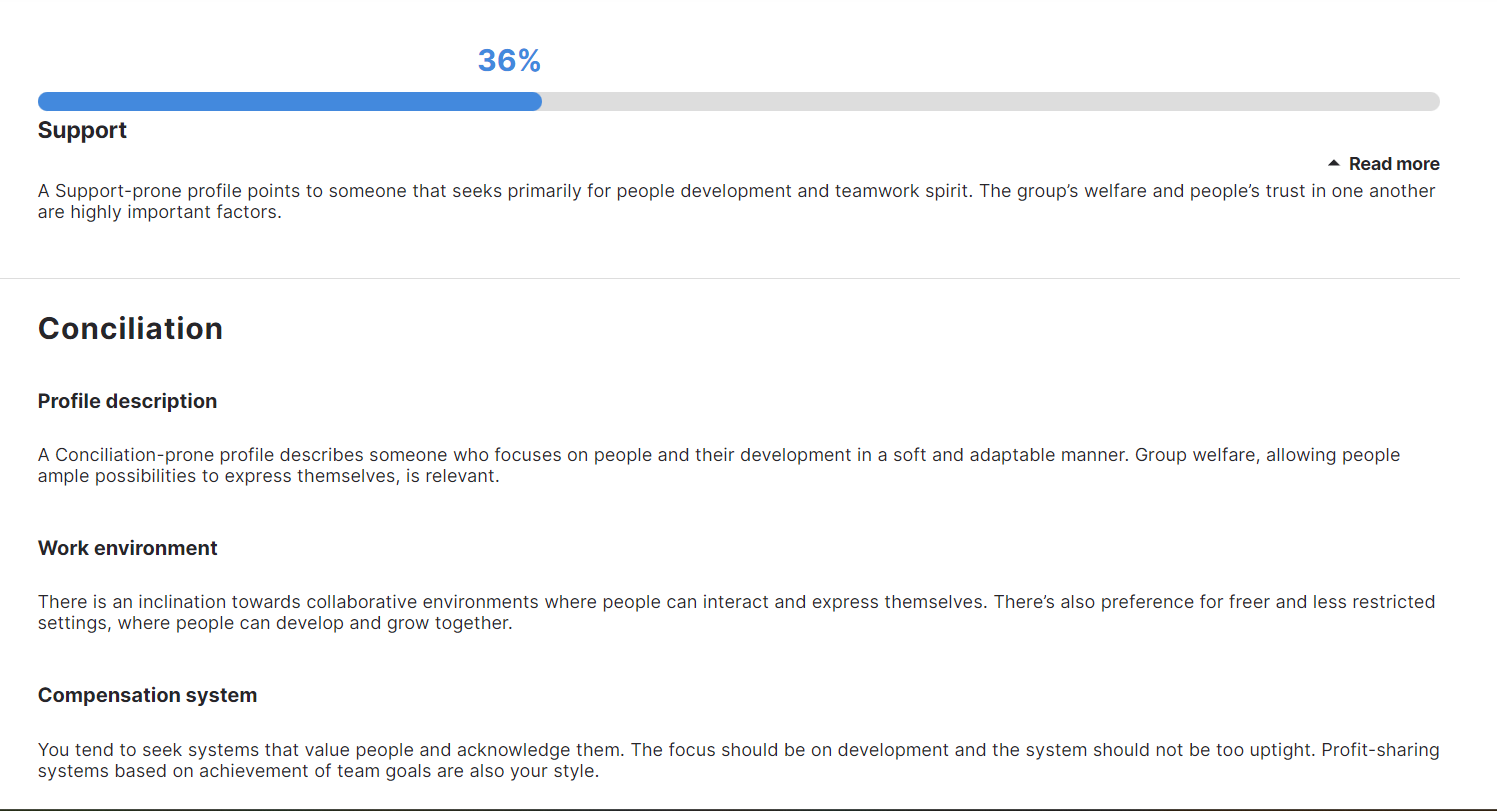 36%
Support
Read more
A Support-prone profile points to someone that seeks primarily for people development and teamwork spirit. The group’s welfare and people’s trust in one another
are highly important factors.
Conciliation
Profile description
A Conciliation-prone profile describes someone who focuses on people and their development in a soft and adaptable manner. Group welfare, allowing people
ample possibilities to express themselves, is relevant.
Work environment
There is an inclination towards collaborative environments where people can interact and express themselves. There’s also preference for freer and less restricted
settings, where people can develop and grow together.
Compensation system
You tend to seek systems that value people and acknowledge them. The focus should be on development and the system should not be too uptight. Profit-sharing
systems based on achievement of team goals are also your style.